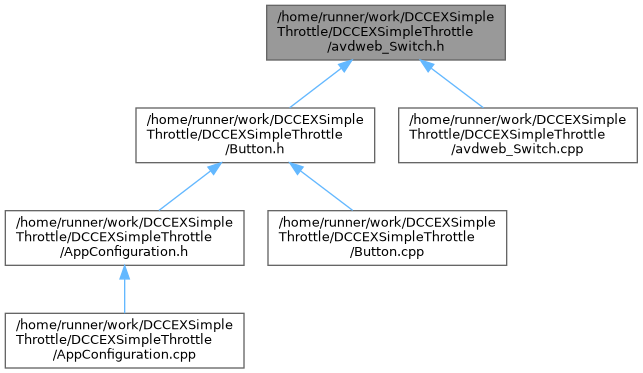 /home/runner/work/DCCEXSimple
Throttle/DCCEXSimpleThrottle
/avdweb_Switch.h
/home/runner/work/DCCEXSimple
Throttle/DCCEXSimpleThrottle
/Button.h
/home/runner/work/DCCEXSimple
Throttle/DCCEXSimpleThrottle
/avdweb_Switch.cpp
/home/runner/work/DCCEXSimple
Throttle/DCCEXSimpleThrottle
/AppConfiguration.h
/home/runner/work/DCCEXSimple
Throttle/DCCEXSimpleThrottle
/Button.cpp
/home/runner/work/DCCEXSimple
Throttle/DCCEXSimpleThrottle
/AppConfiguration.cpp